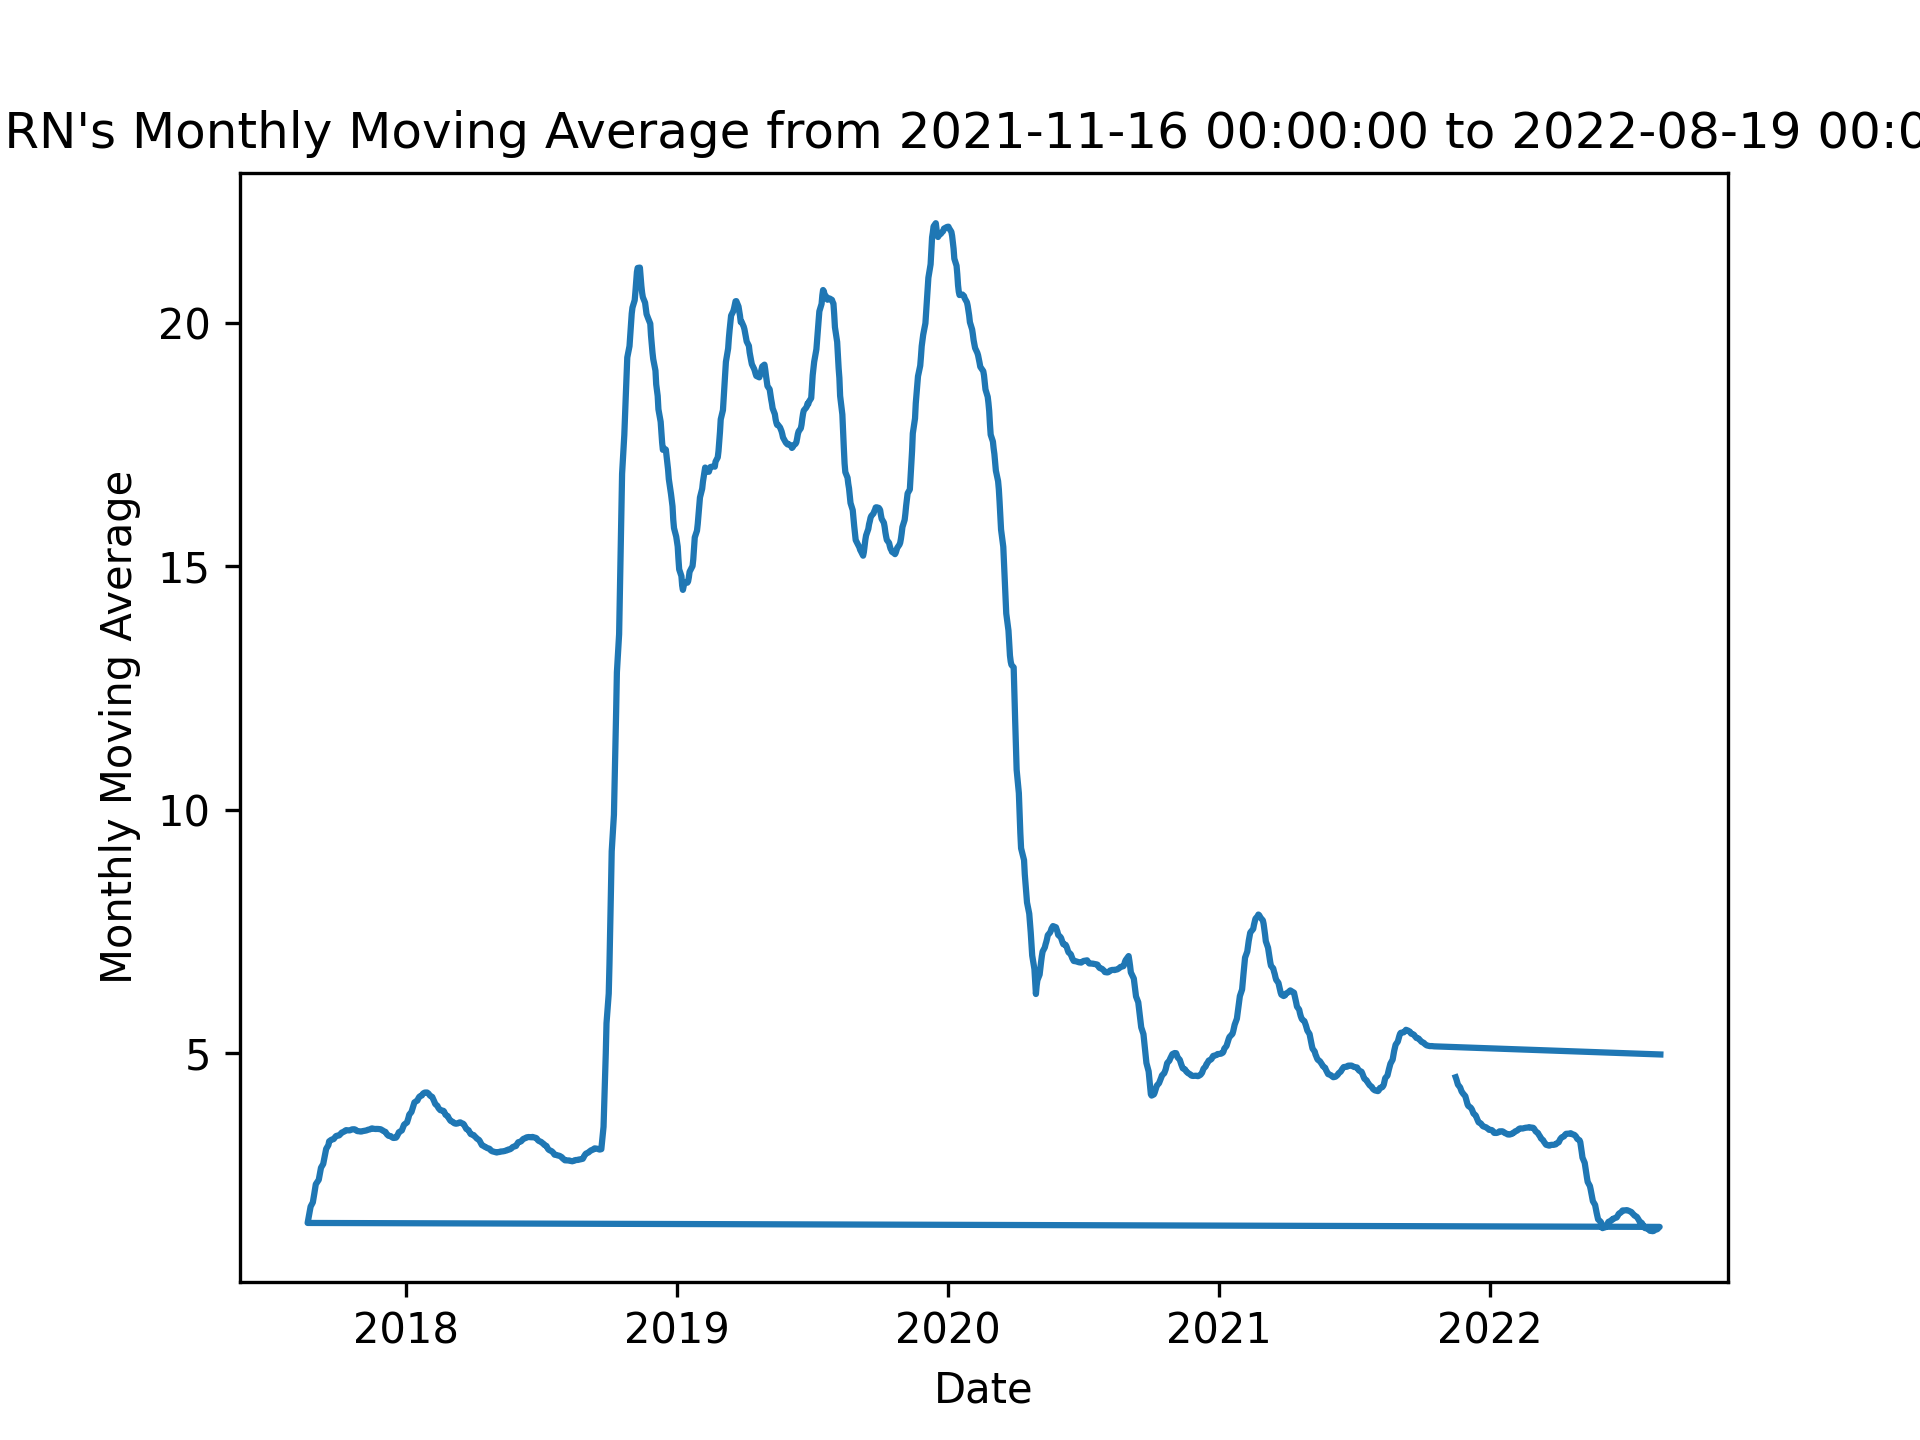 RN's Monthly Moving Average from 2021-11-16 00:00:00 to 2022-08-19 00:0
Monthly Moving Average
20
15
10
5
2018 2019 2020 2021 2022
Date